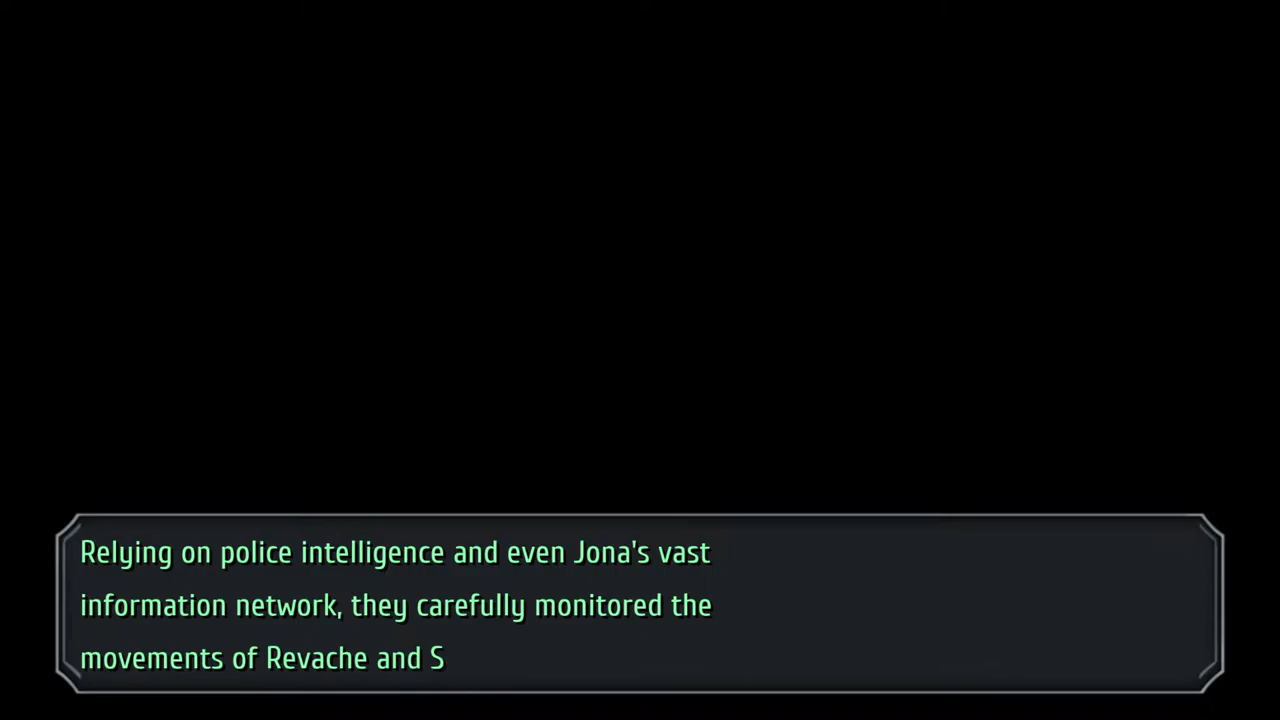 Relying on police intelligence and even Jona's vast
information network, they carefully monitored the
movements of Revache and S